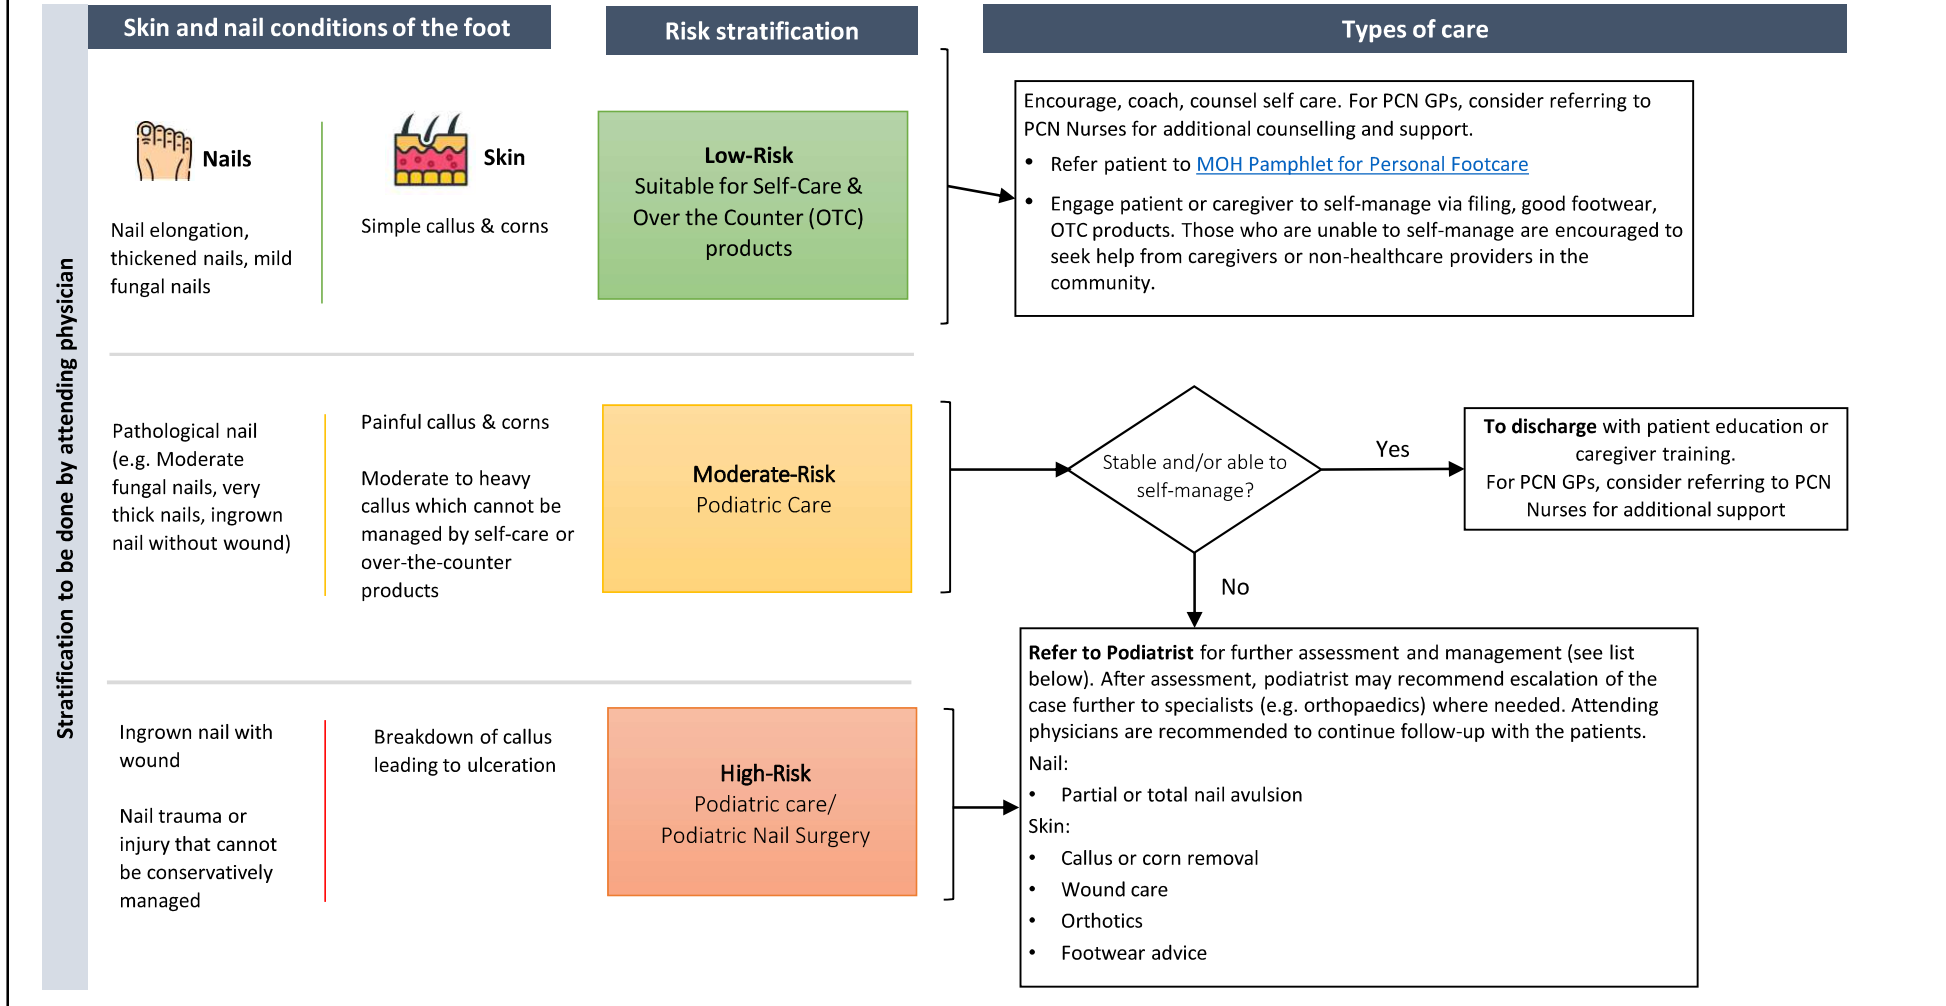 Stratification to be done by attending physician
Skin and nail conditions of the foot
Risk stratification
Types of care
Nails
Skin
Nail elongation,
thickened nails, mild
fungal nails
Simple callus & corns
Low-Risk
Suitable for Self-Care &
Over the Counter (OTC)
products
Encourage, coach, counsel self care. For PCN GPs, consider referring to
PCN Nurses for additional counselling and support.
• Refer patient to MOH Pamphlet for Personal Footcare
• Engage patient or caregiver to self-manage via filing, good footwear,
OTC products. Those who are unable to self-manage are encouraged to
seek help from caregivers or non-healthcare providers in the
community.
Pathological nail
(e.g. Moderate
fungal nails, very
thick nails, ingrown
nail without wound)
Painful callus & corns
Moderate to heavy
callus which cannot be
managed by self-care or
over-the-counter
products
Moderate-Risk
Podiatric Care
Stable and/or able to
self-manage?
Yes
To discharge with patient education or
caregiver training.
For PCN GPs, consider referring to PCN
Nurses for additional support
No
Ingrown nail with
wound
Nail trauma or
injury that cannot
be conservatively
managed
Breakdown of callus
leading to ulceration
High-Risk
Podiatric care/
Podiatric Nail Surgery
Refer to Podiatrist for further assessment and management (see list
below). After assessment, podiatrist may recommend escalation of the
case further to specialists (e.g. orthopaedics) where needed. Attending
physicians are recommended to continue follow-up with the patients.
Nail:
• Partial or total nail avulsion
Skin:
• Callus or corn removal
• Wound care
• Orthotics
• Footwear advice